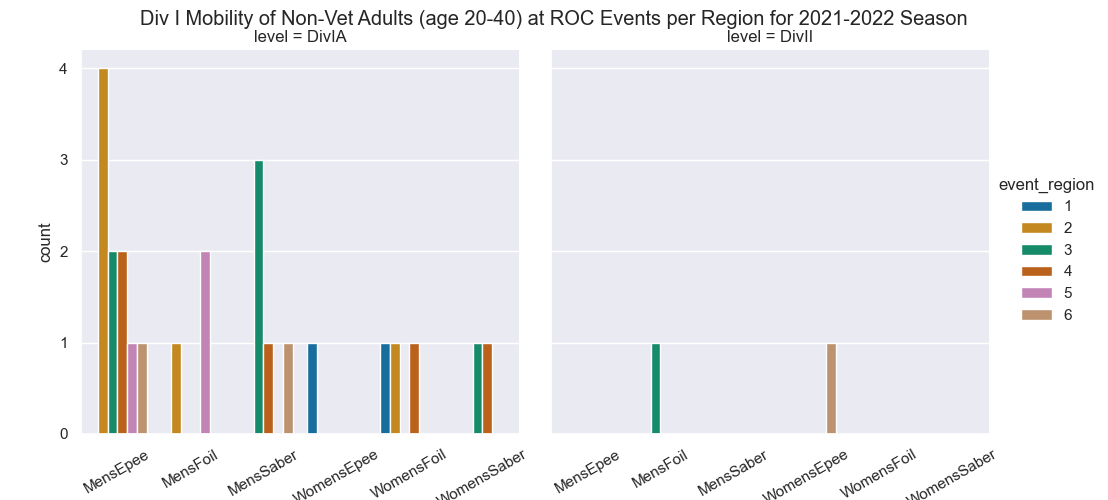 Div I Mobility of Non-Vet Adults (age 20-40) at ROC Events per Region for 2021-2022 Season
level = DivIA
level = DivII
4
3
2
1
0
count
event_region
1
2
3
4
5
6
MensEpee
MensFoil
MensSaber
WomensEpee
WomensFoil
WomensSaber
MensEpee
MensFoil
MensSaber
WomensEpee
WomensFoil
WomensSaber